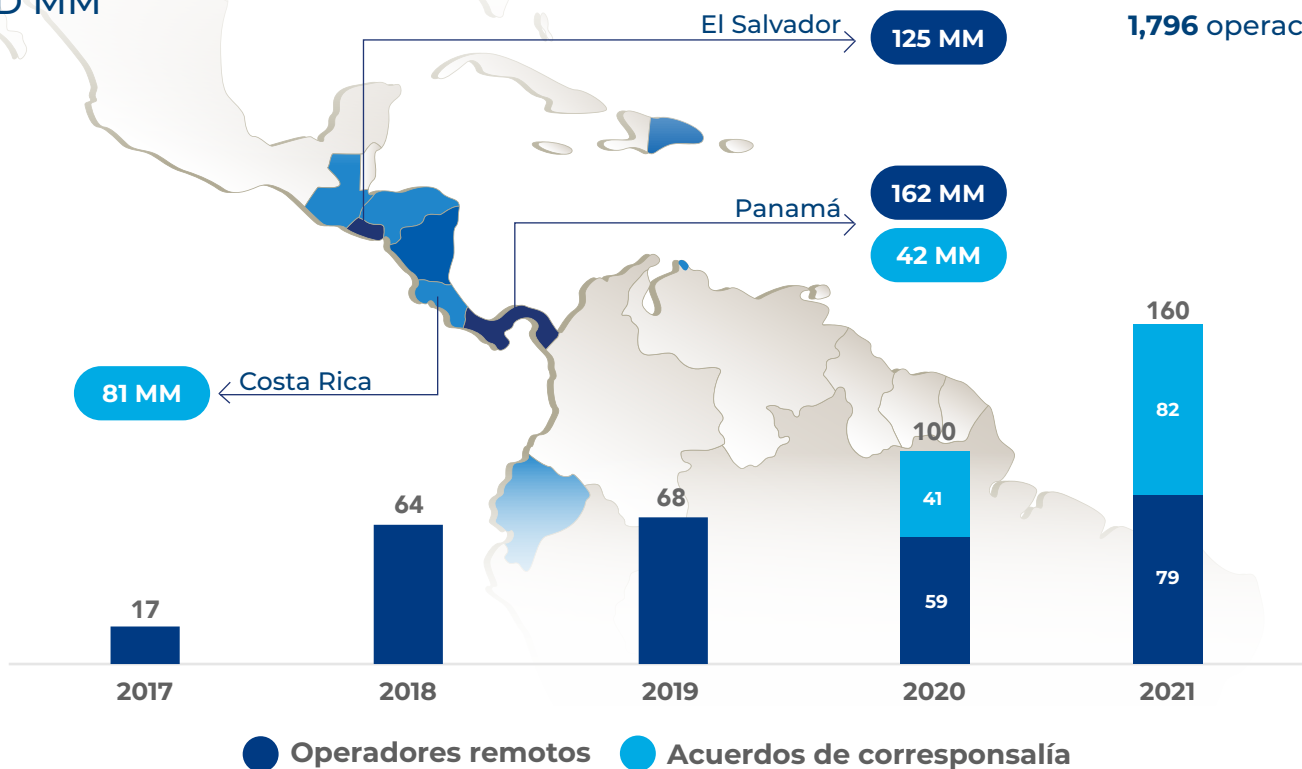 D MM
El Salvador
125 MM
1,796 operac
Panamá
162 MM
42 MM
Costa Rica
81 MM
17
64
68
100
41
59
160
82
79
2017
2018
2019
2020
2021
Operadores remotos
Acuerdos de corresponsalía